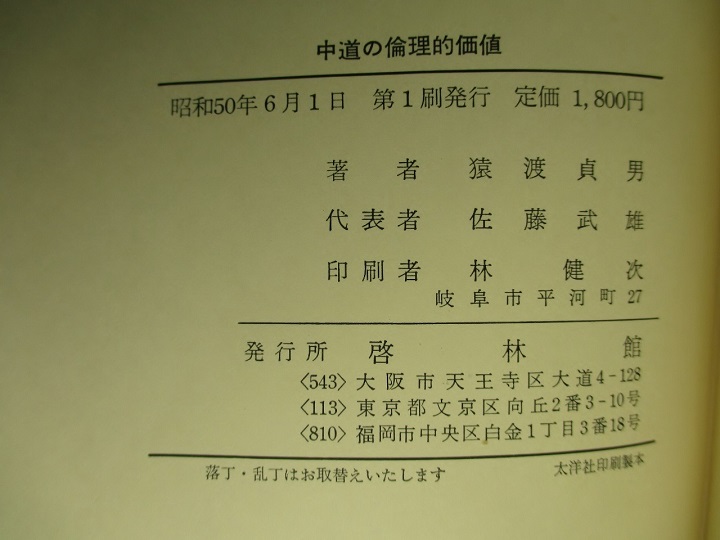 中道の倫理的価値
昭和50年6月1日 第1刷発行 定価 1,800円
著者 猿渡貞男
代表者 佐藤武雄
印刷者 林健次
岐阜市平河町27
発行所 啓林館
〈543〉大阪市天王寺区大道4-128
〈113〉東京都文京区向丘2番3-10号
〈810〉福岡市中央区白金1丁目3番18号
落丁・乱丁はお取替えいたします 太洋社印刷製本